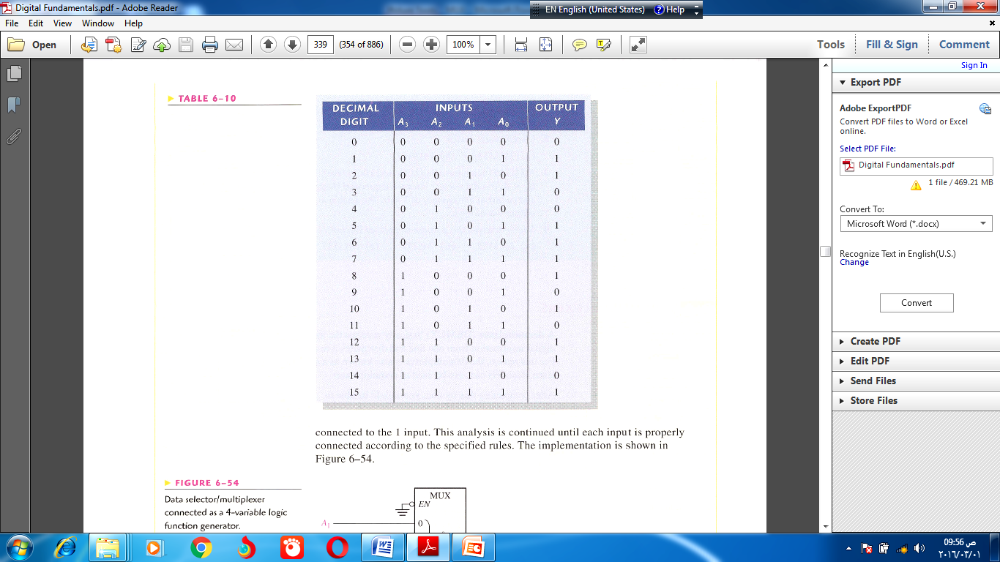 Digital Fundamentals.pdf - Adobe Reader
EN English (United States) Help
File Edit View Window Help
Open 339 (354 of 886) 100% Tools Fill & Sign Comment
Sign In
TABLE 6–10
DECIMAL INPUTS OUTPUT
DIGIT A3 A2 A1 A0 Y
0 0 0 0 0 0
1 0 0 0 1 1
2 0 0 1 0 1
3 0 0 1 1 0
4 0 1 0 0 0
5 0 1 0 1 1
6 0 1 1 0 1
7 0 1 1 1 1
8 1 0 0 0 1
9 1 0 0 1 0
10 1 0 1 0 1
11 1 0 1 1 0
12 1 1 0 0 1
13 1 1 0 1 1
14 1 1 1 0 0
15 1 1 1 1 1
connected to the 1 input. This analysis is continued until each input is properly
connected according to the specified rules. The implementation is shown in
Figure 6–54.
FIGURE 6–54
Data selector/multiplexer
connected as a 4-variable logic
function generator.
MUX
EN
A1 0
Export PDF
Adobe ExportPDF
Convert PDF files to Word or Excel
online.
Select PDF File:
Digital Fundamentals.pdf
1 file / 469.21 MB
Convert To:
Microsoft Word (*.docx)
Recognize Text in English(U.S.)
Change
Convert
Create PDF
Edit PDF
Send Files
Store Files
09:56 ص
٢٠١٦/٠٣/٠١